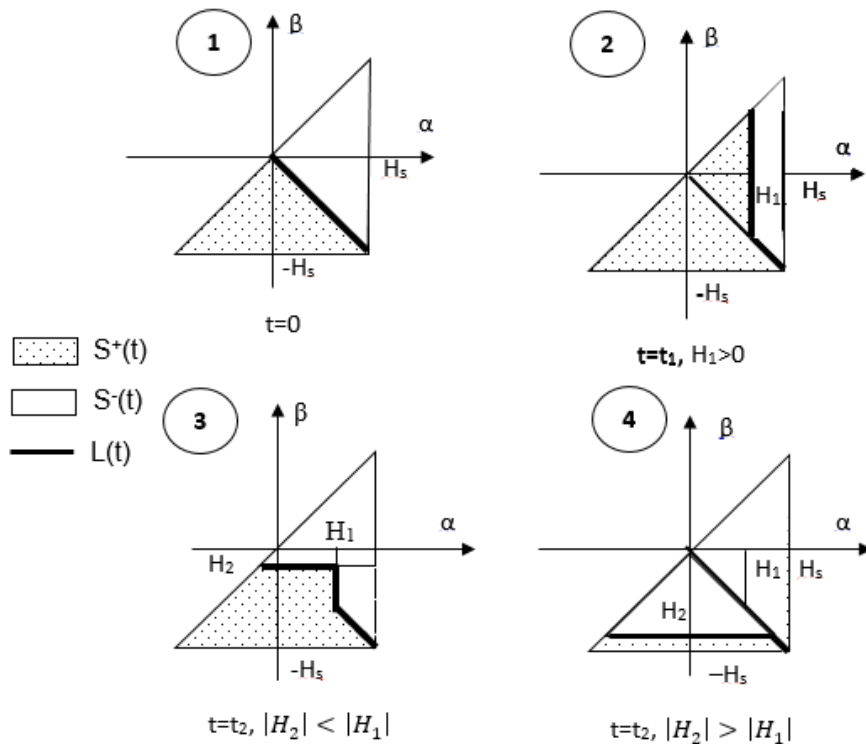 1
β
α
Hₛ
-Hₛ
t=0
2
β
α
H₁
Hₛ
-Hₛ
t=t₁, H₁>0
S⁺(t)
S⁻(t)
L(t)
3
β
α
H₁
H₂
-Hₛ
t=t₂, |H₂| < |H₁|
4
β
α
H₁
Hₛ
H₂
−Hₛ
t=t₂, |H₂| > |H₁|